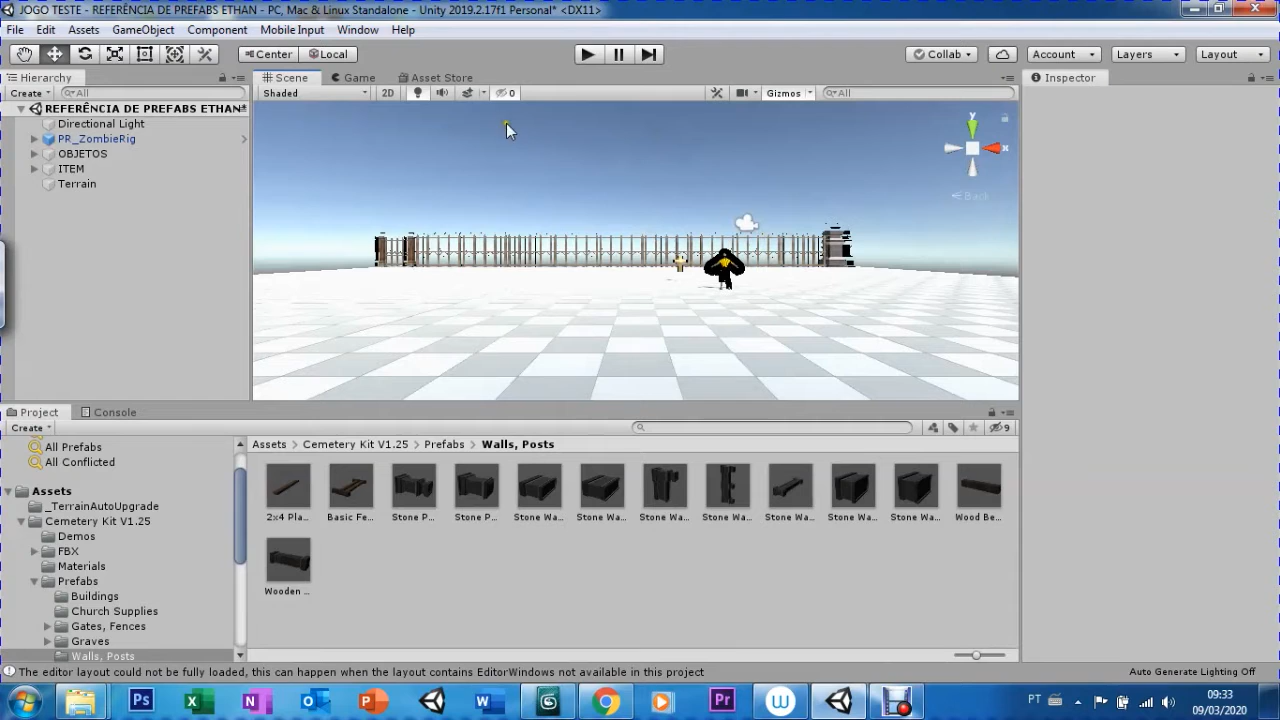 JOGO TESTE - REFERÊNCIA DE PREFABS ETHAN - PC, Mac & Linux Standalone - Unity 2019.2.17f1 Personal* <DX11>
File Edit Assets GameObject Component Mobile Input Window Help
Center Local Collab Account Layers Layout
Hierarchy Scene Game Asset Store Inspector
Create All Shaded 2D 0 Gizmos All
REFERÊNCIA DE PREFABS ETHAN*
Directional Light
PR_ZombieRig
OBJETOS
ITEM
Terrain
y
x
Back
Project Console
Create 9
All Prefabs
All Conflicted
Assets
_TerrainAutoUpgrade
Cemetery Kit V1.25
Demos
FBX
Materials
Prefabs
Buildings
Church Supplies
Gates, Fences
Graves
Walls, Posts
Assets > Cemetery Kit V1.25 > Prefabs > Walls, Posts
2x4 Pla... Basic Fe... Stone P... Stone P... Stone Wa... Stone Wa... Stone Wa... Stone Wa... Stone Wa... Stone Wa... Stone Wa... Wood Be...
Wooden ...
The editor layout could not be fully loaded, this can happen when the layout contains EditorWindows not available in this project
Auto Generate Lighting Off
Ps W Pr W PT 09:33
09/03/2020